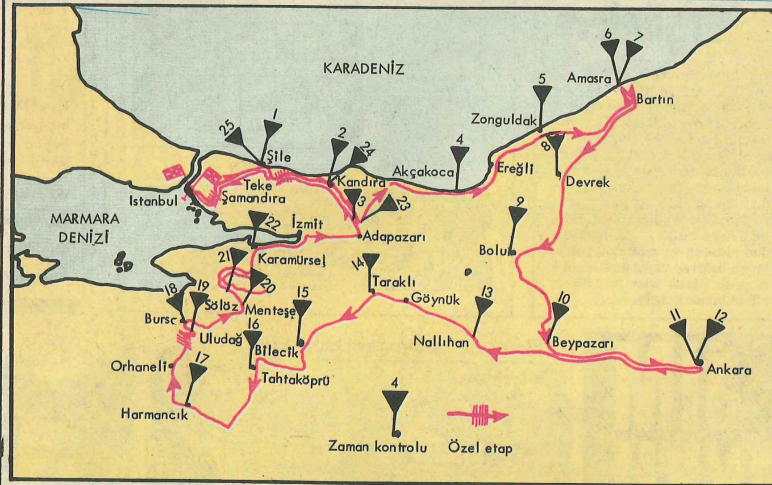 KARADENİZ
6
7
Amasra
Bartın
5
Zonguldak
25
1
Şile
2
24
Kandıra
Akçakoca
4
Ereğli
8
Devrek
İstanbul
Teke
Samandıra
3
23
Adapazarı
MARMARA
DENİZİ
22
İzmit
Karamürsel
9
Bolu
21
20
14
Taraklı
Göynük
18
19
Sölöz
Menteşe
15
13
10
11
12
Bursc
Uludağ
16
Bilecik
Nallıhan
Beypazarı
Ankara
Orhaneli
17
Tahtaköprü
Harmancık
4
Zaman kontrolu
Özel etap